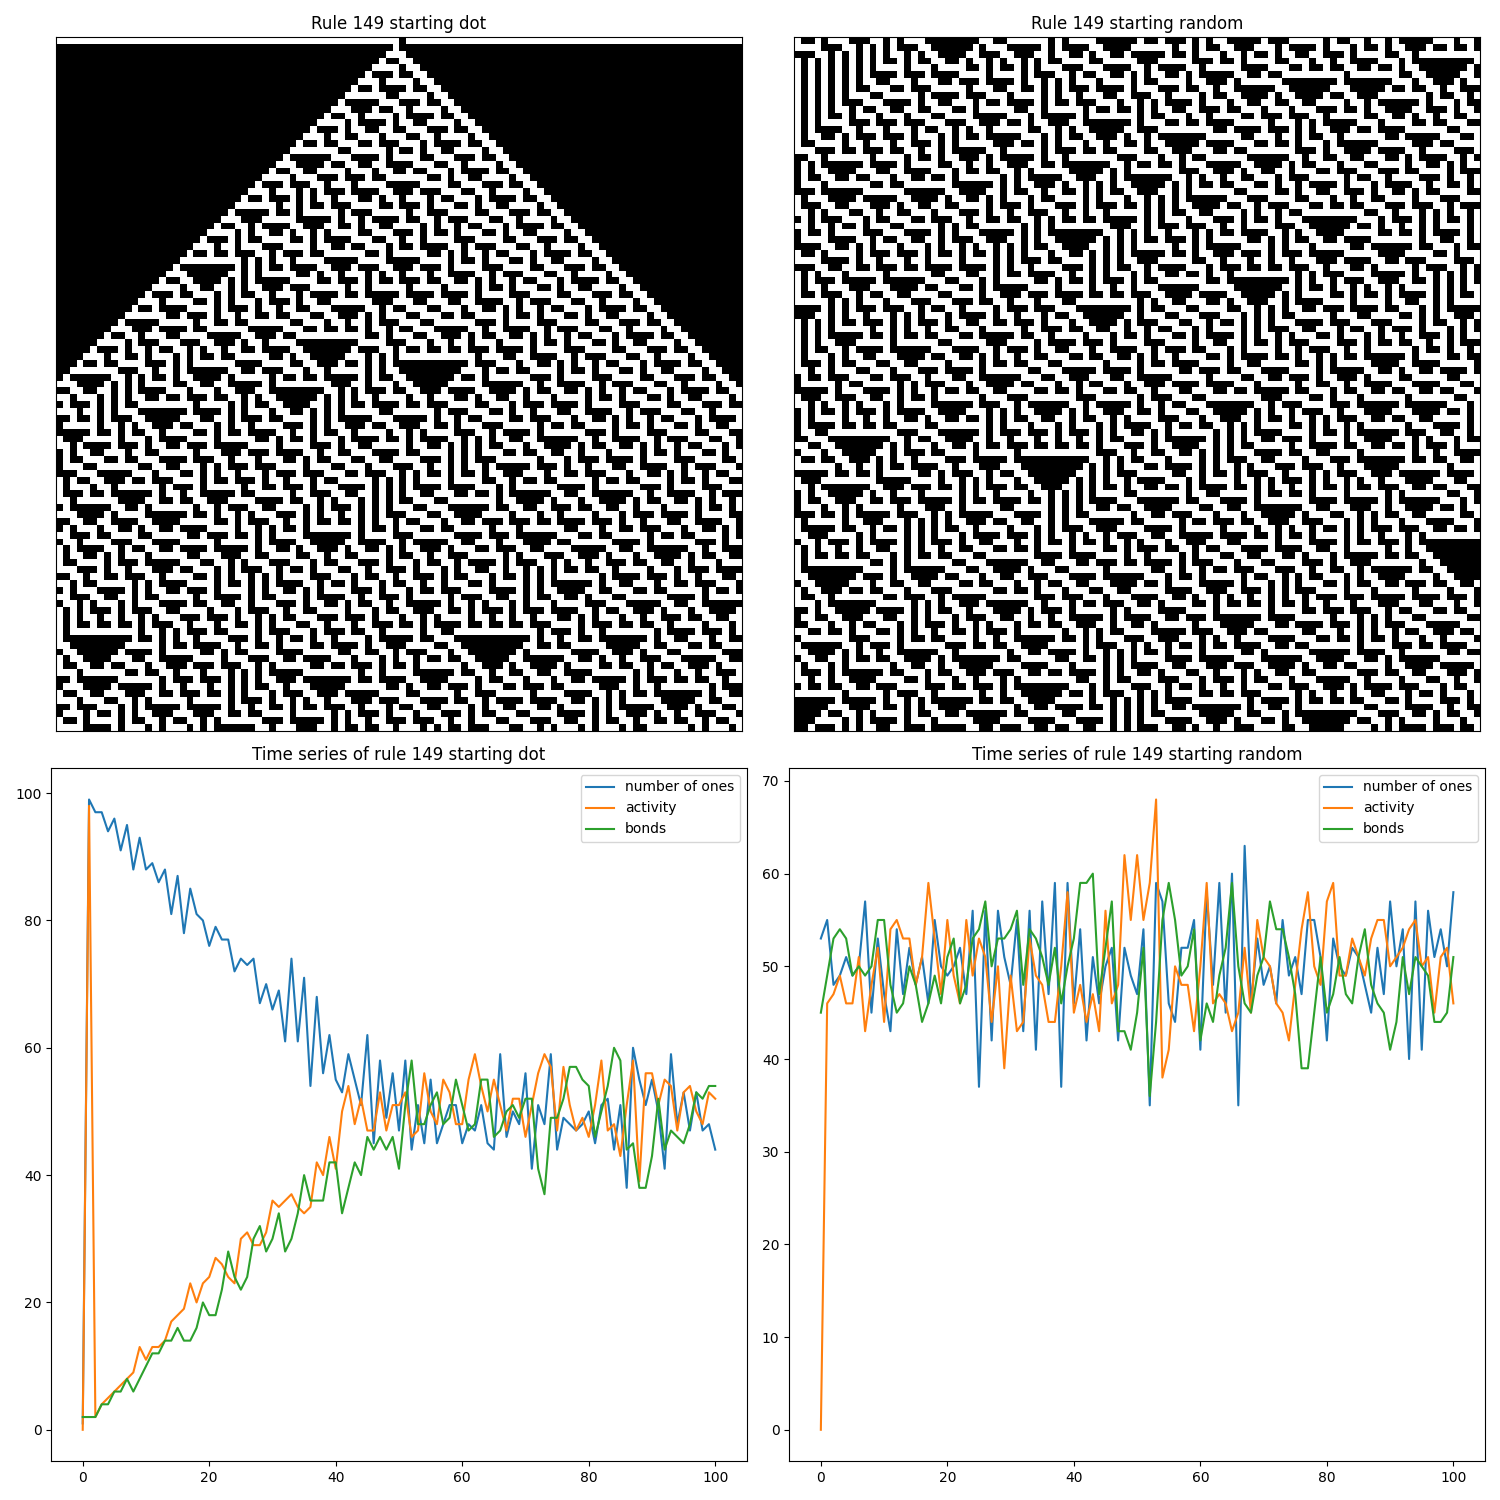 Rule 149 starting dot
Rule 149 starting random
Time series of rule 149 starting dot
100
80
60
40
20
0
0 20 40 60 80 100
number of ones
activity
bonds
Time series of rule 149 starting random
70
60
50
40
30
20
10
0
0 20 40 60 80 100
number of ones
activity
bonds